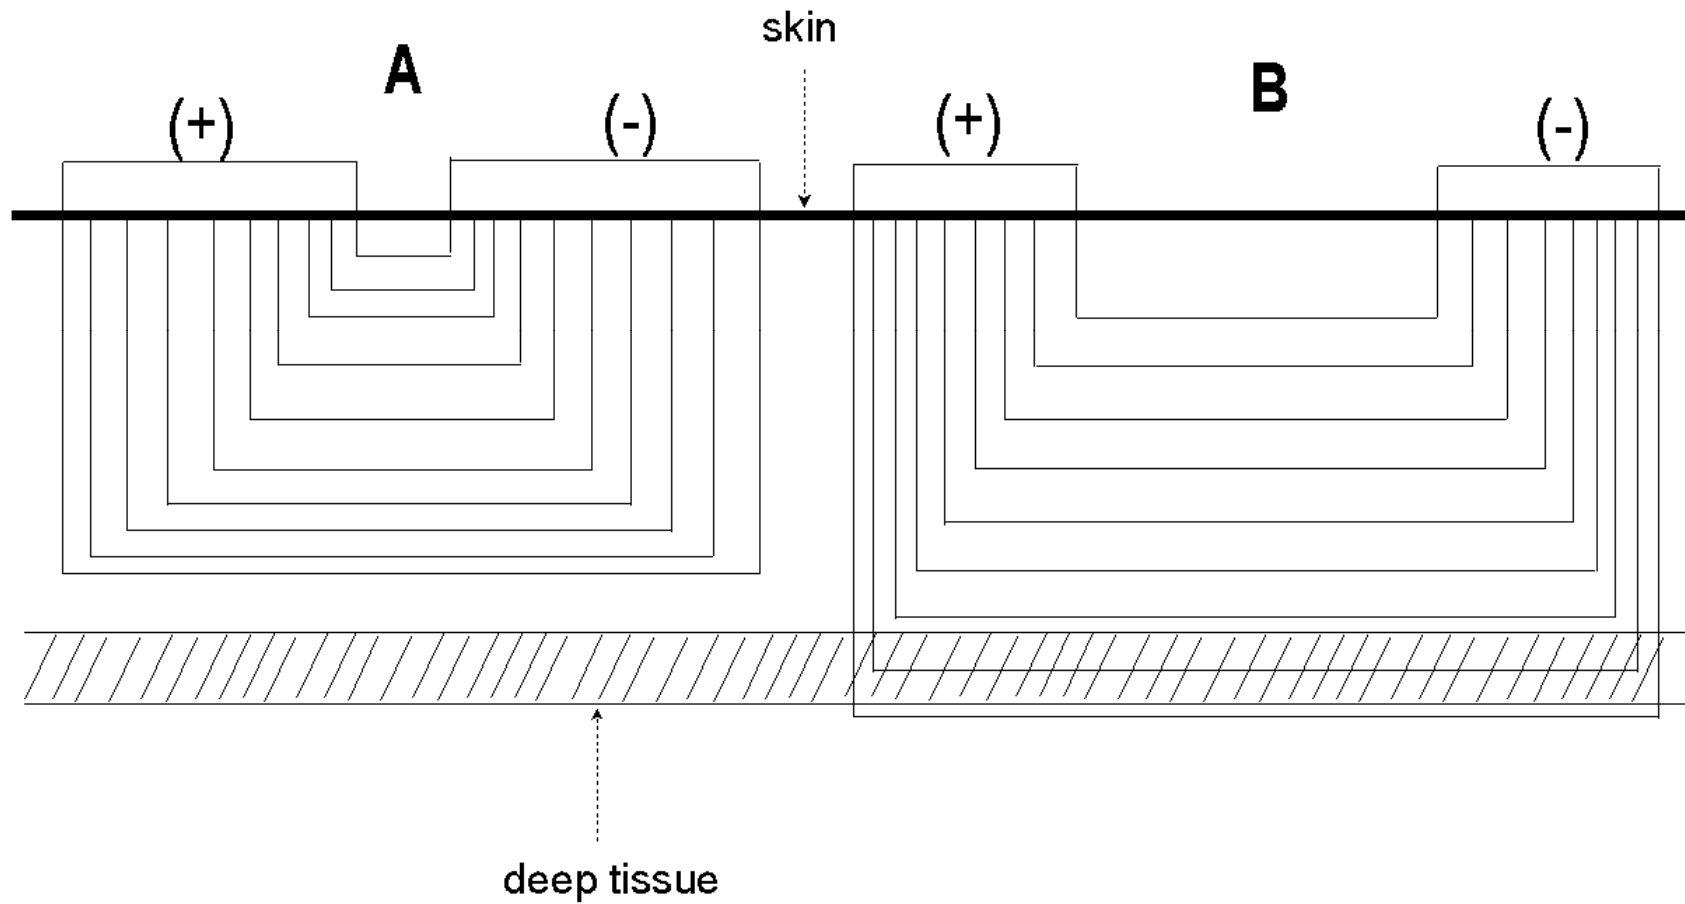 skin
A
B
(+)
(-)
(+)
(-)
deep tissue